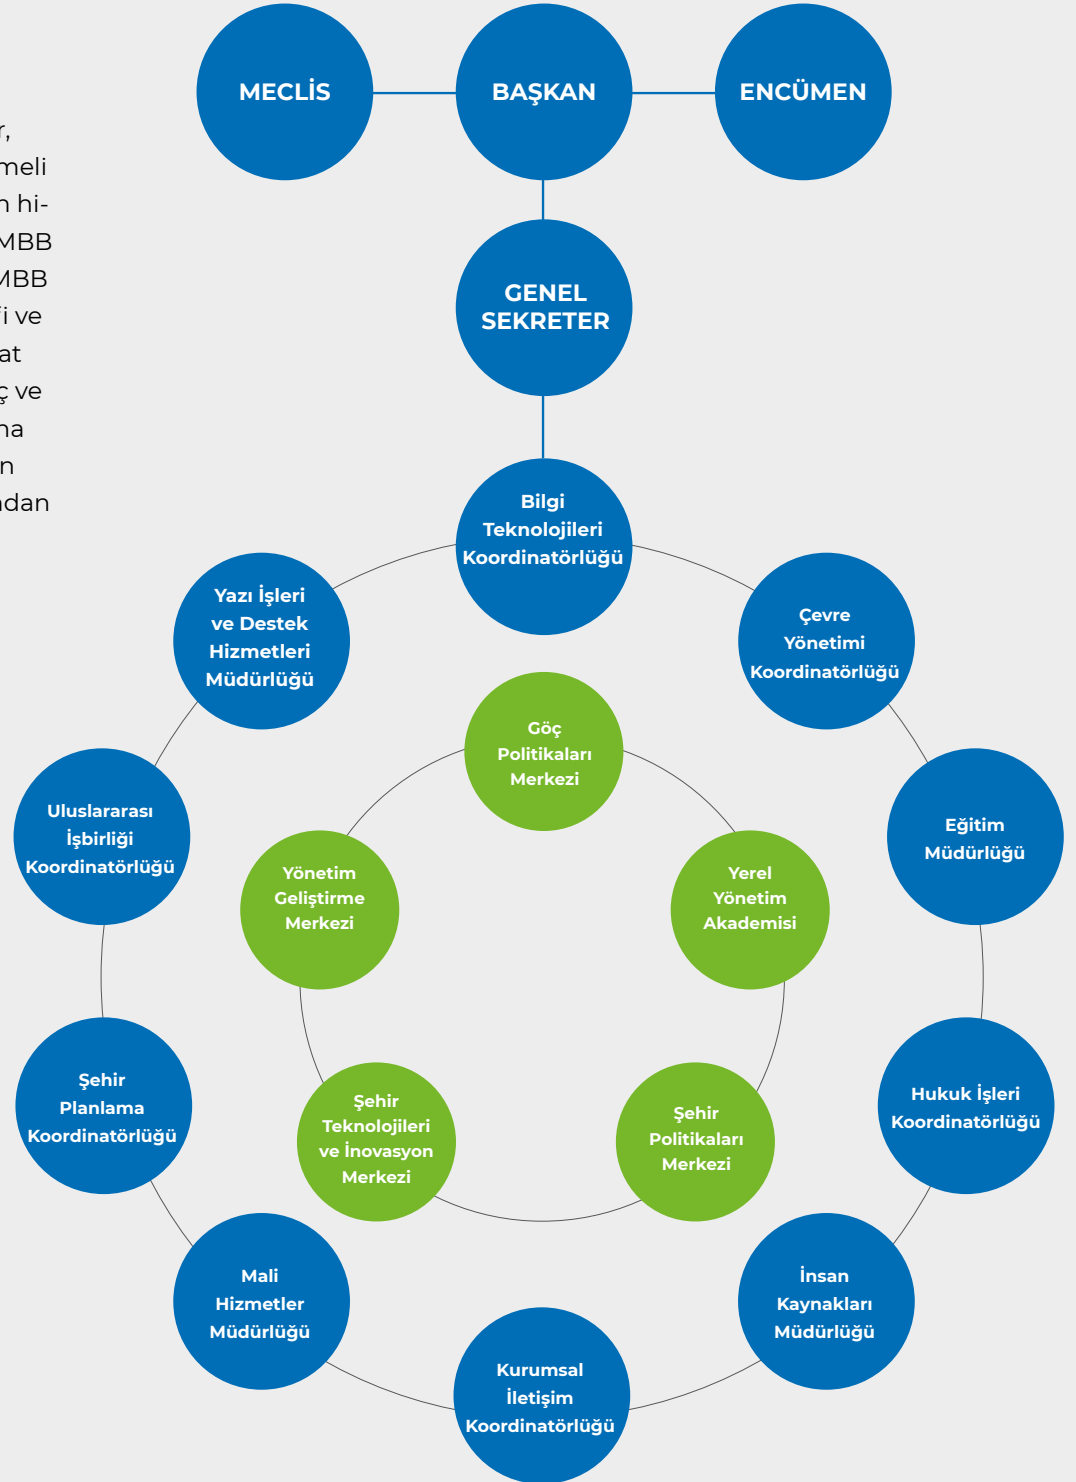 MECLİS
BAŞKAN
ENCÜMEN
r,
meli
n hi-
MBB
MBB
i ve
at
ç ve
na
n
ndan
GENEL
SEKRETER
Bilgi
Teknolojileri
Koordinatörlüğü
Yazı İşleri
ve Destek
Hizmetleri
Müdürlüğü
Çevre
Yönetimi
Koordinatörlüğü
Göç
Politikaları
Merkezi
Uluslararası
İşbirliği
Koordinatörlüğü
Eğitim
Müdürlüğü
Yönetim
Geliştirme
Merkezi
Yerel
Yönetim
Akademisi
Şehir
Planlama
Koordinatörlüğü
Şehir
Teknolojileri
ve İnovasyon
Merkezi
Şehir
Politikaları
Merkezi
Hukuk İşleri
Koordinatörlüğü
Mali
Hizmetler
Müdürlüğü
İnsan
Kaynakları
Müdürlüğü
Kurumsal
İletişim
Koordinatörlüğü